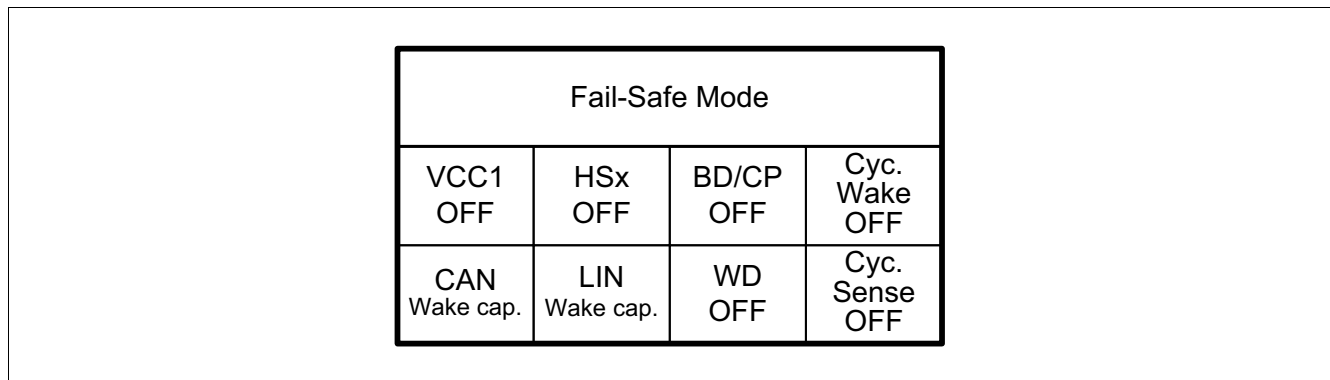 Fail-Safe Mode
VCC1
OFF
HSx
OFF
BD/CP
OFF
Cyc.
Wake
OFF
CAN
Wake cap.
LIN
Wake cap.
WD
OFF
Cyc.
Sense
OFF